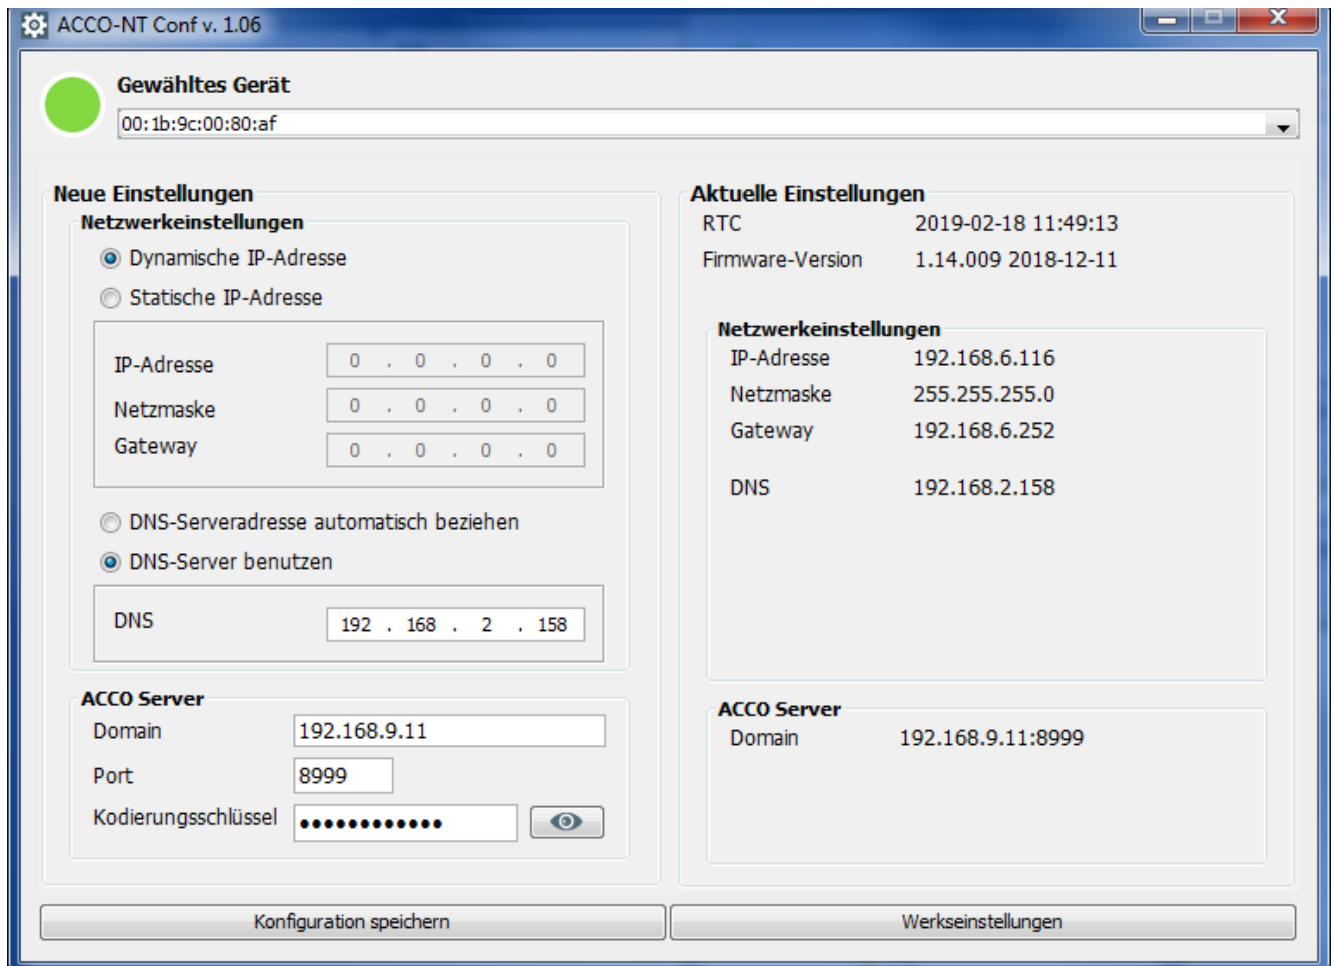 ACCO-NT Conf v. 1.06
Gewähltes Gerät
00:1b:9c:00:80:af
Neue Einstellungen
Netzwerkeinstellungen
Dynamische IP-Adresse
Statische IP-Adresse
IP-Adresse 0 . 0 . 0 . 0
Netzmaske 0 . 0 . 0 . 0
Gateway 0 . 0 . 0 . 0
DNS-Serveradresse automatisch beziehen
DNS-Server benutzen
DNS 192 . 168 . 2 . 158
ACCO Server
Domain 192.168.9.11
Port 8999
Kodierungsschlüssel ••••••••••••
Aktuelle Einstellungen
RTC 2019-02-18 11:49:13
Firmware-Version 1.14.009 2018-12-11
Netzwerkeinstellungen
IP-Adresse 192.168.6.116
Netzmaske 255.255.255.0
Gateway 192.168.6.252
DNS 192.168.2.158
ACCO Server
Domain 192.168.9.11:8999
Konfiguration speichern
Werkseinstellungen